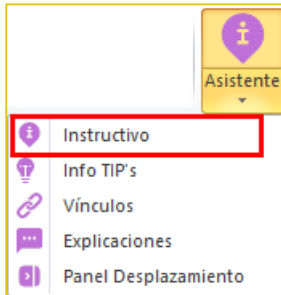 Asistente
Instructivo
Info TIP's
Vínculos
Explicaciones
Panel Desplazamiento